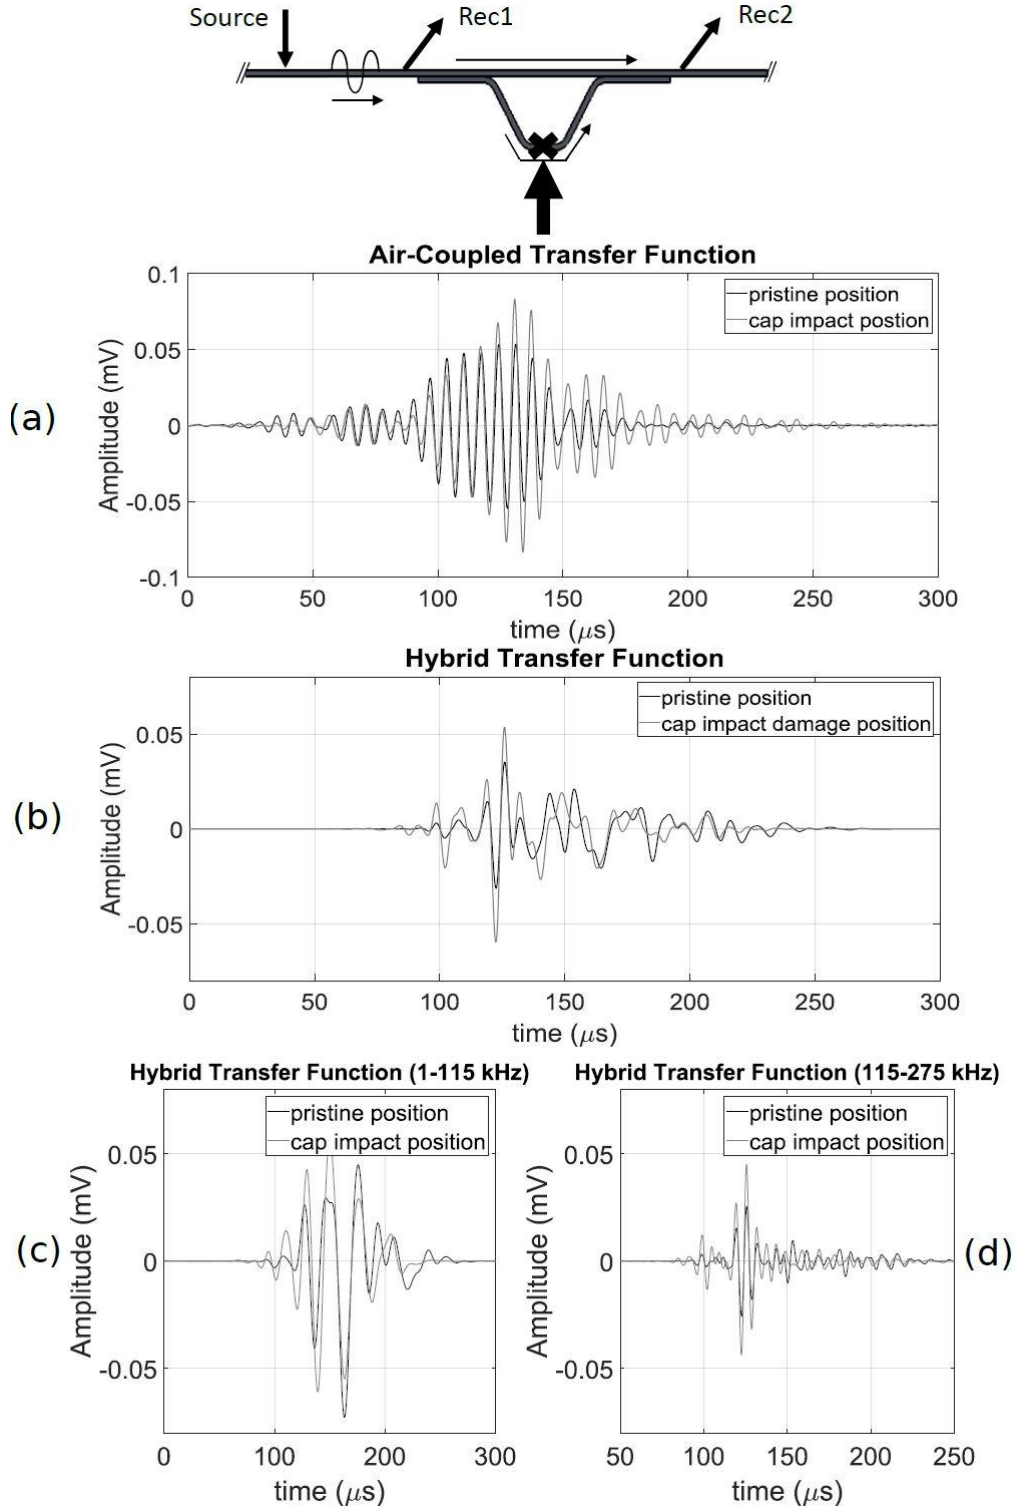 Source
Rec1
Rec2
Air-Coupled Transfer Function
pristine position
cap impact postion
(a)
Amplitude (mV)
0.1
0.05
0
-0.05
-0.1
0 50 100 150 200 250 300
time (μs)
Hybrid Transfer Function
pristine position
cap impact damage position
(b)
Amplitude (mV)
0.05
0
-0.05
0 50 100 150 200 250 300
time (μs)
Hybrid Transfer Function (1-115 kHz)
pristine position
cap impact position
(c)
Amplitude (mV)
0.05
0
-0.05
0 100 200 300
time (μs)
Hybrid Transfer Function (115-275 kHz)
pristine position
cap impact position
(d)
Amplitude (mV)
0.05
0
-0.05
50 100 150 200 250
time (μs)